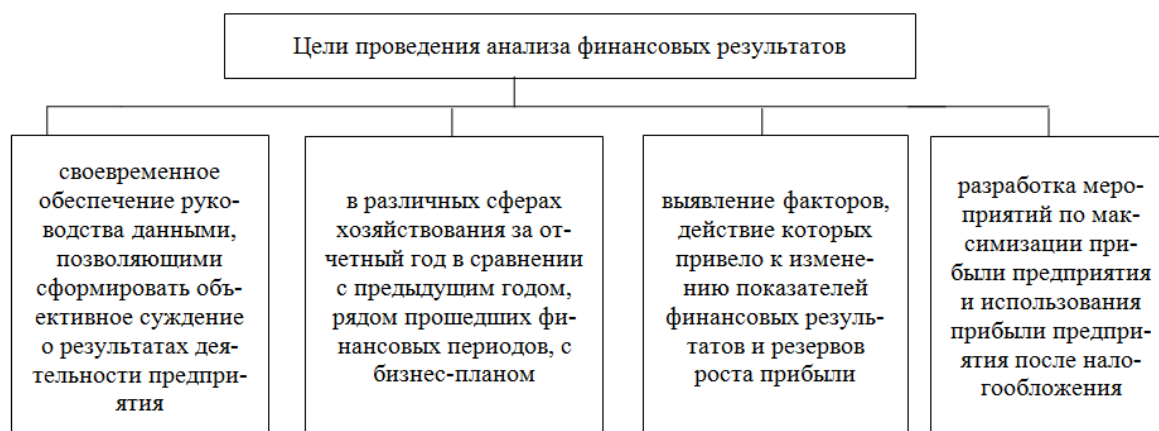 Цели проведения анализа финансовых результатов
своевременное
обеспечение руко-
водства данными,
позволяющими
сформировать объ-
ективное суждение
о результатах дея-
тельности предпри-
ятия
в различных сферах
хозяйствования за от-
четный год в сравнении
с предыдущим годом,
рядом прошедших фи-
нансовых периодов, с
бизнес-планом
выявление факторов,
действие которых
привело к измене-
нию показателей
финансовых резуль-
татов и резервов
роста прибыли
разработка меро-
приятий по мак-
симизации при-
были предприятия
и использования
прибыли предпри-
ятия после нало-
гообложения